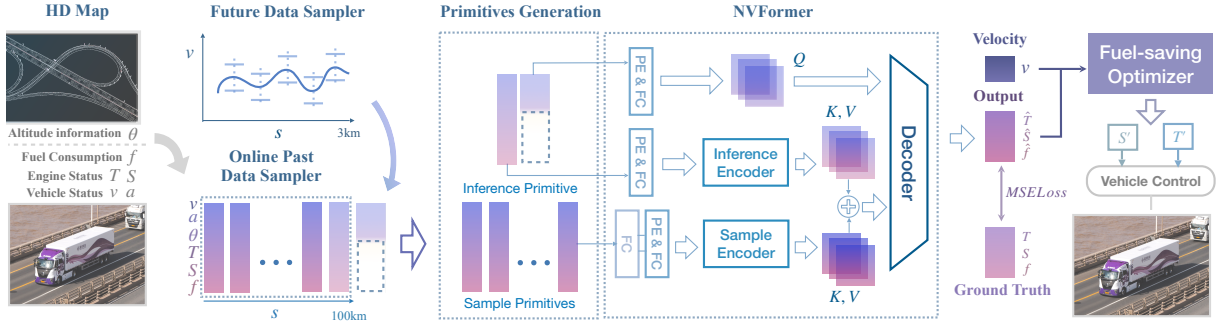 HD Map
Altitude information θ
Fuel Consumption f
Engine Status T S
Vehicle Status v a
Future Data Sampler
v
s
3km
Online Past
Data Sampler
v
a
θ
T
S
f
s
100km
Primitives Generation
Inference Primitive
Sample Primitives
NVFormer
PE & FC
Q
K, V
PE & FC
Inference
Encoder
FC
PE & FC
Sample
Encoder
K, V
Decoder
Velocity
v
Output
T̂
Ŝ
f̂
MSELoss
T
S
f
Ground Truth
Fuel-saving
Optimizer
S'
T'
Vehicle Control